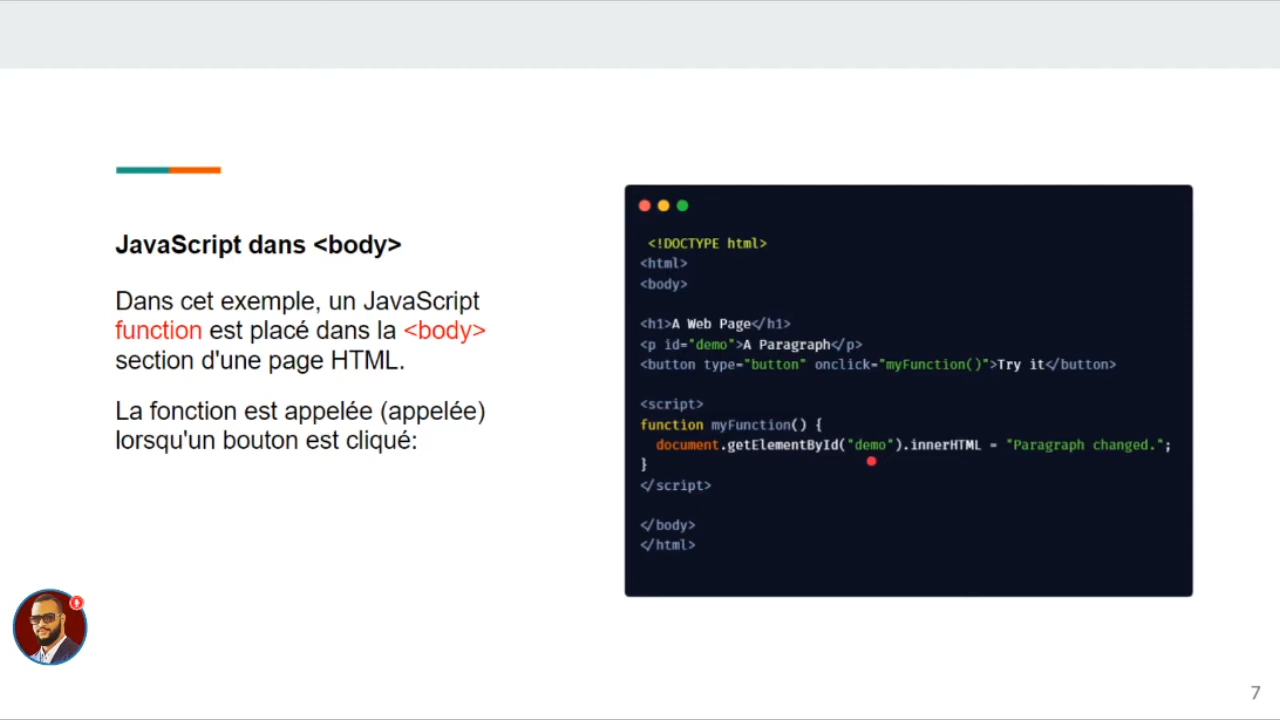 JavaScript dans <body>
Dans cet exemple, un JavaScript
function est placé dans la <body>
section d'une page HTML.
La fonction est appelée (appelée)
lorsqu'un bouton est cliqué:
<!DOCTYPE html>
<html>
<body>
<h1>A Web Page</h1>
<p id="demo">A Paragraph</p>
<button type="button" onclick="myFunction()">Try it</button>
<script>
function myFunction() {
document.getElementById("demo").innerHTML = "Paragraph changed.";
}
</script>
</body>
</html>
7